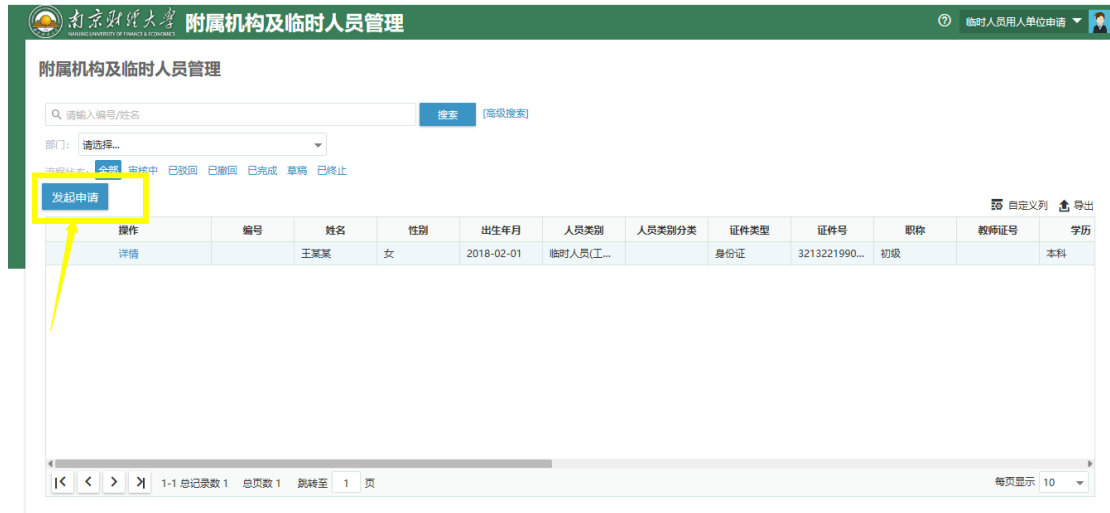 南京财经大学 附属机构及临时人员管理 临时人员用人单位申请
NANJING UNIVERSITY OF FINANCE & ECONOMICS
附属机构及临时人员管理
请输入编号/姓名 搜索 [高级搜索]
部门: 请选择...
流程状态: 全部 审核中 已驳回 已撤回 已完成 草稿 已终止
发起申请
自定义列 导出
操作 编号 姓名 性别 出生年月 人员类别 人员类别分类 证件类型 证件号 职称 教师证号 学历
详情 王某某 女 2018-02-01 临时人员(工... 身份证 3213221990... 初级 本科
1-1 总记录数 1 总页数 1 跳转至 1 页 每页显示 10